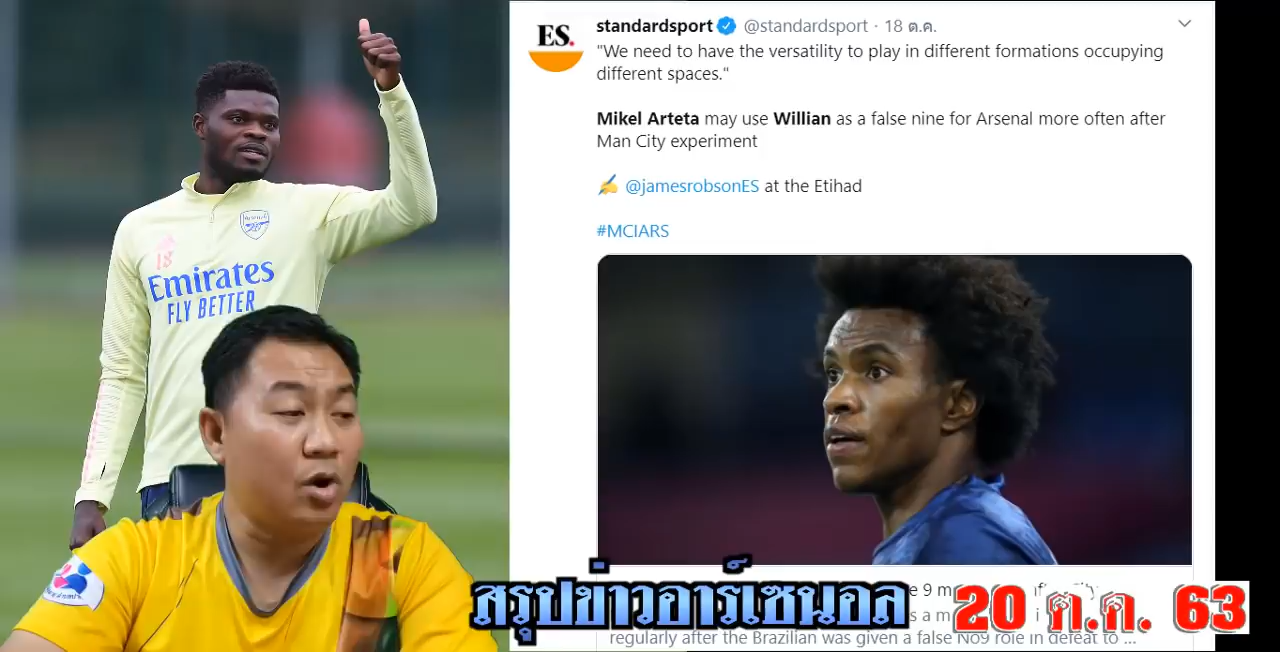 ES.
standardsport @standardsport · 18 ต.ค.
"We need to have the versatility to play in different formations occupying
different spaces."
Mikel Arteta may use Willian as a false nine for Arsenal more often after
Man City experiment
@jamesrobsonES at the Etihad
#MCIARS
Arsenal
18
Emirates
FLY BETTER
regularly after the Brazilian was given a false No9 role in defeat to ...
สรุปข่าวอาร์เซนอล 20 ต.ค. 63